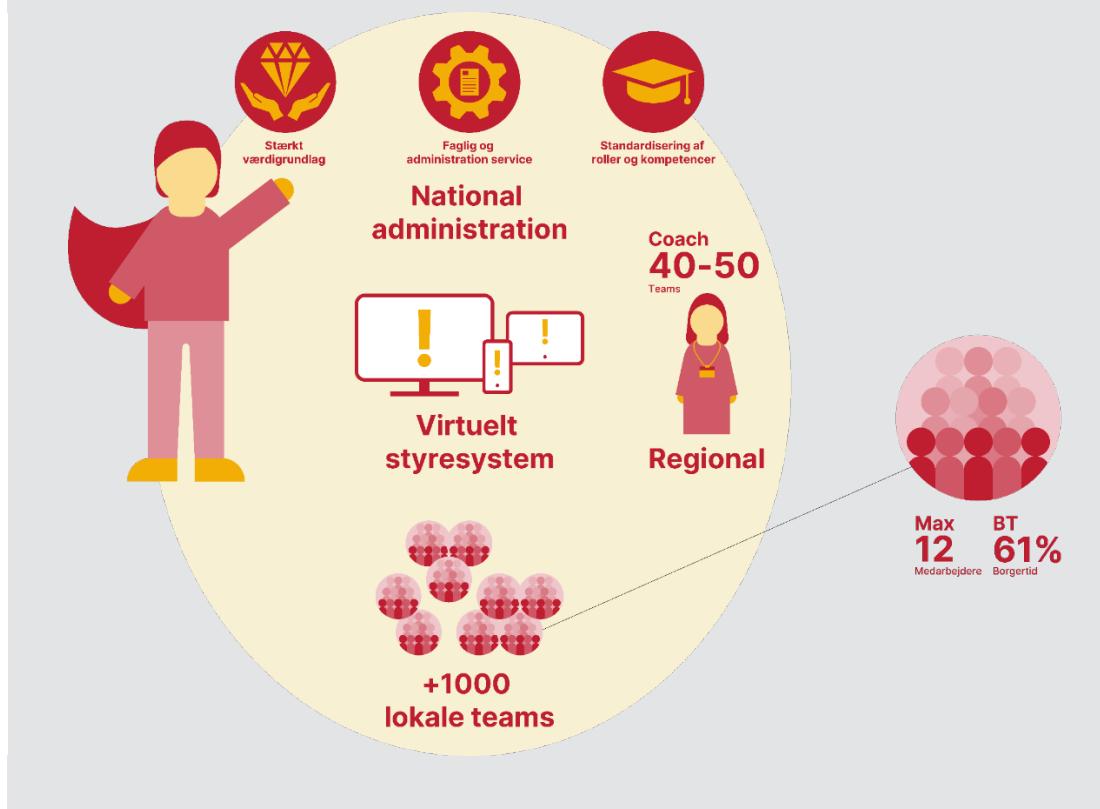 Stærkt
værdigrundlag
Faglig og
administration service
Standardisering af
roller og kompetencer
National
administration
Coach
40-50
Teams
Regional
Virtuelt
styresystem
+1000
lokale teams
Max
12
Medarbejdere
BT
61%
Borgertid